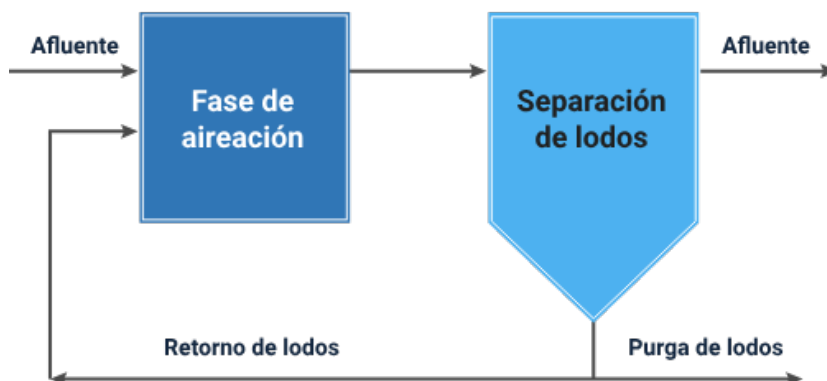 Afluente
Afluente
Fase de
aireación
Separación
de lodos
Retorno de lodos
Purga de lodos